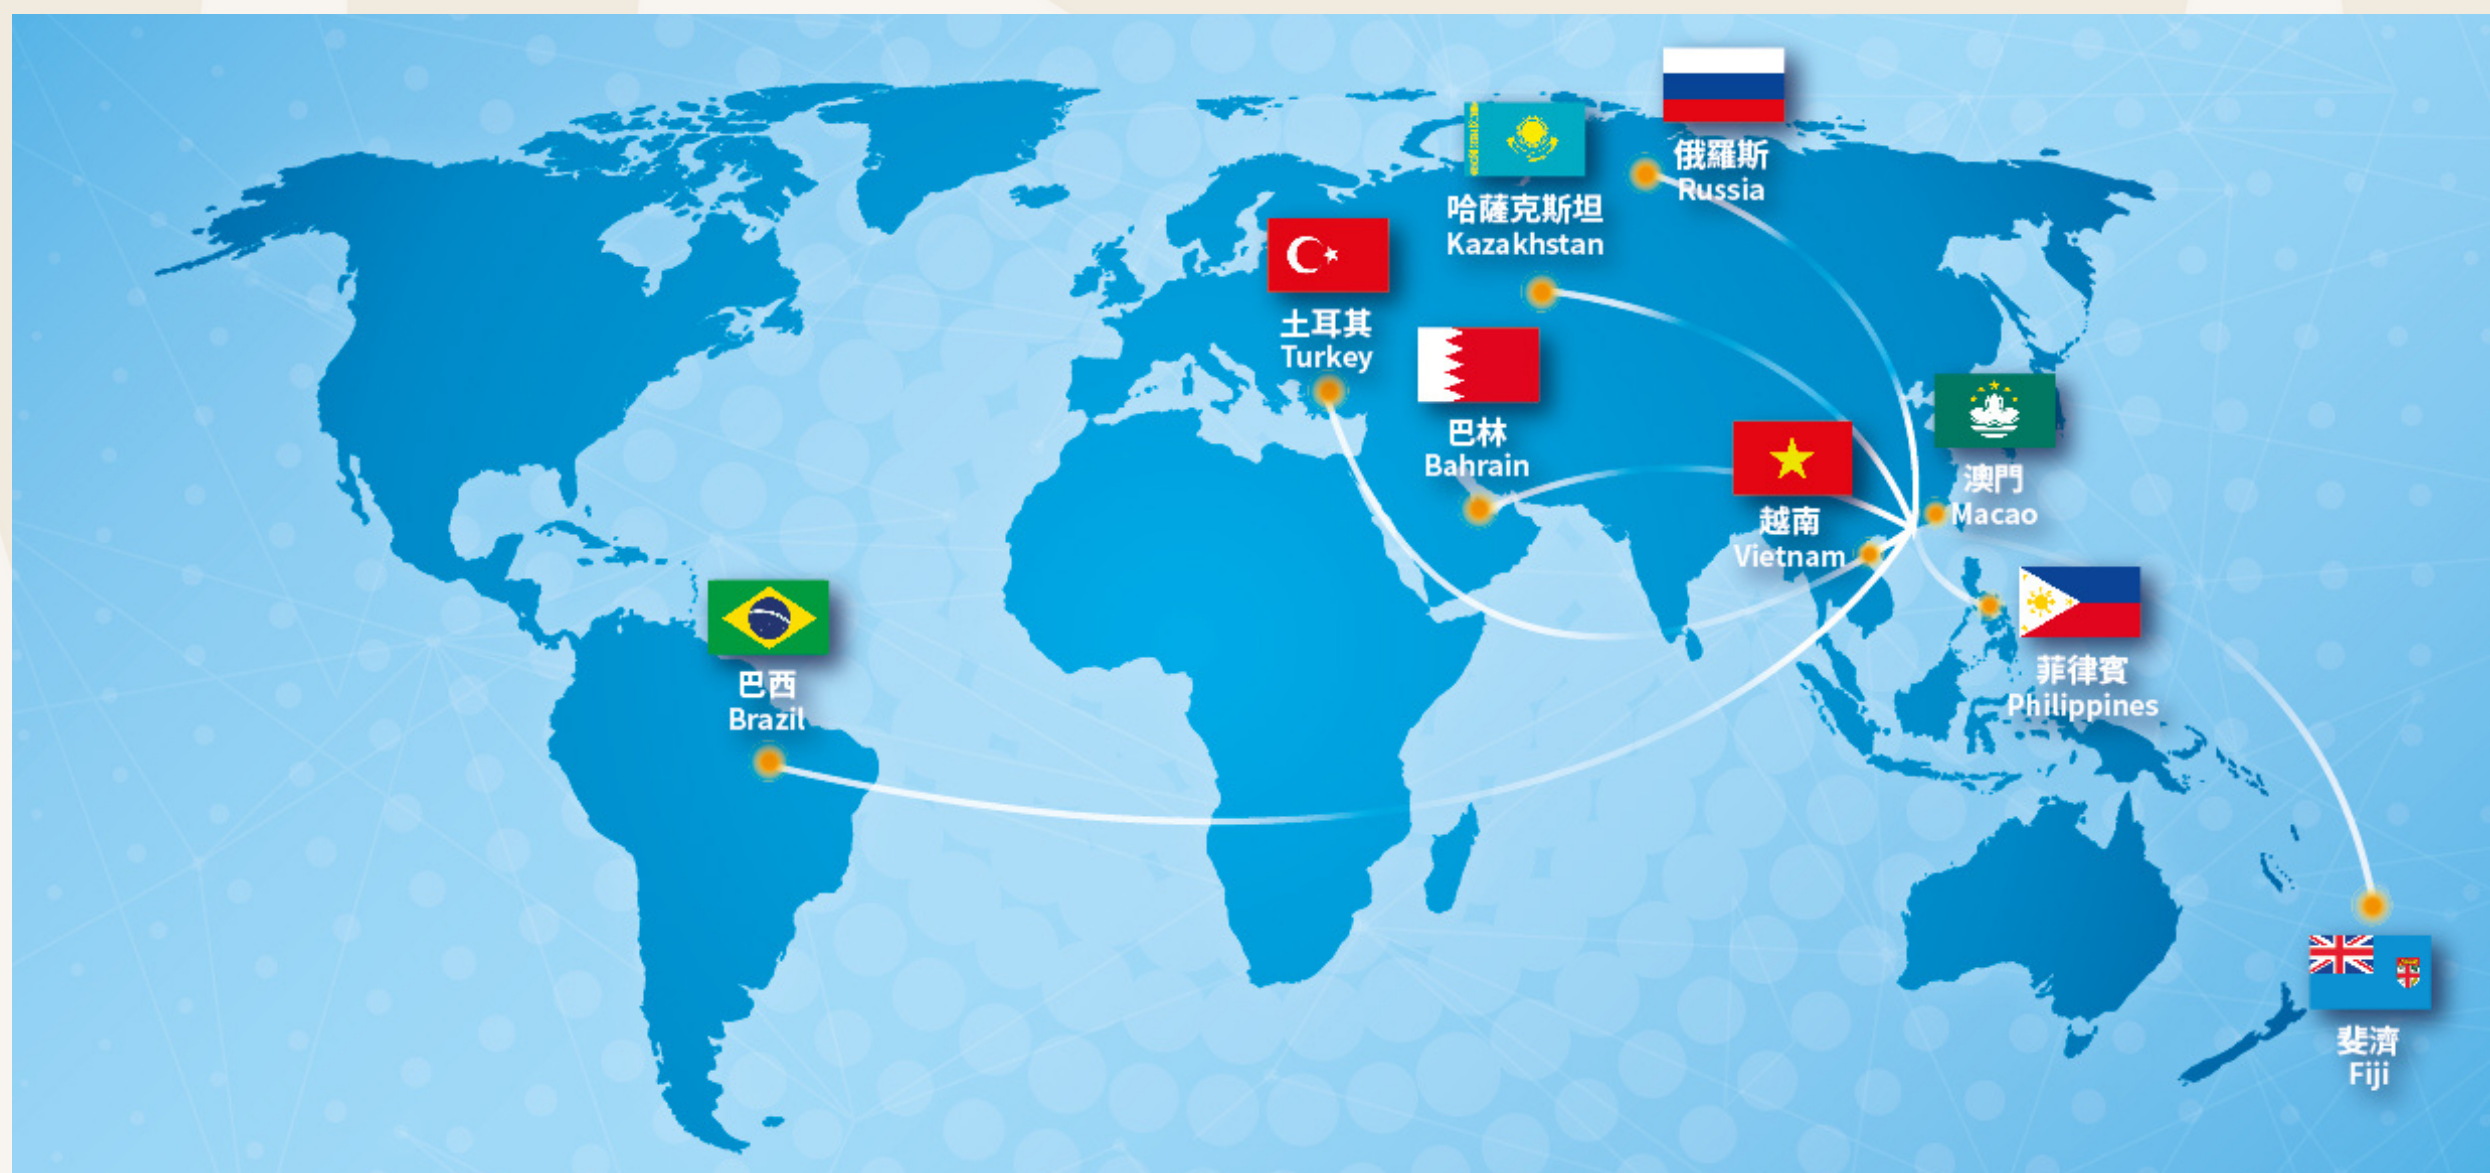 俄羅斯
Russia
哈薩克斯坦
Kazakhstan
土耳其
Turkey
巴林
Bahrain
澳門
Macao
越南
Vietnam
巴西
Brazil
菲律賓
Philippines
斐濟
Fiji